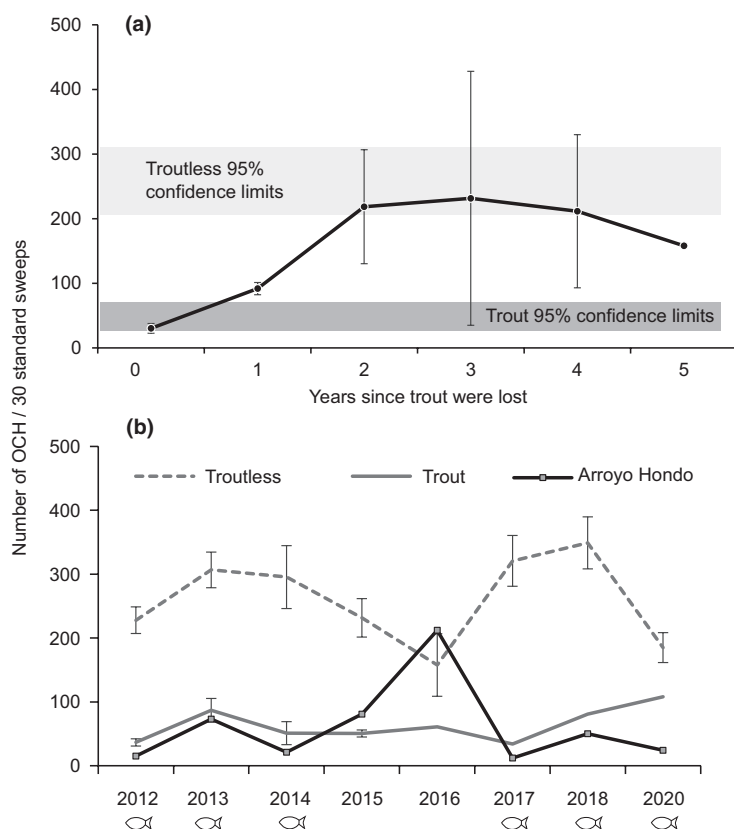 (a)
500
400
300
200
100
0
Troutless 95%
confidence limits
Trout 95% confidence limits
0 1 2 3 4 5
Years since trout were lost
Number of OCH / 30 standard sweeps
(b)
500
400
300
200
100
0
Troutless Trout Arroyo Hondo
2012 2013 2014 2015 2016 2017 2018 2020